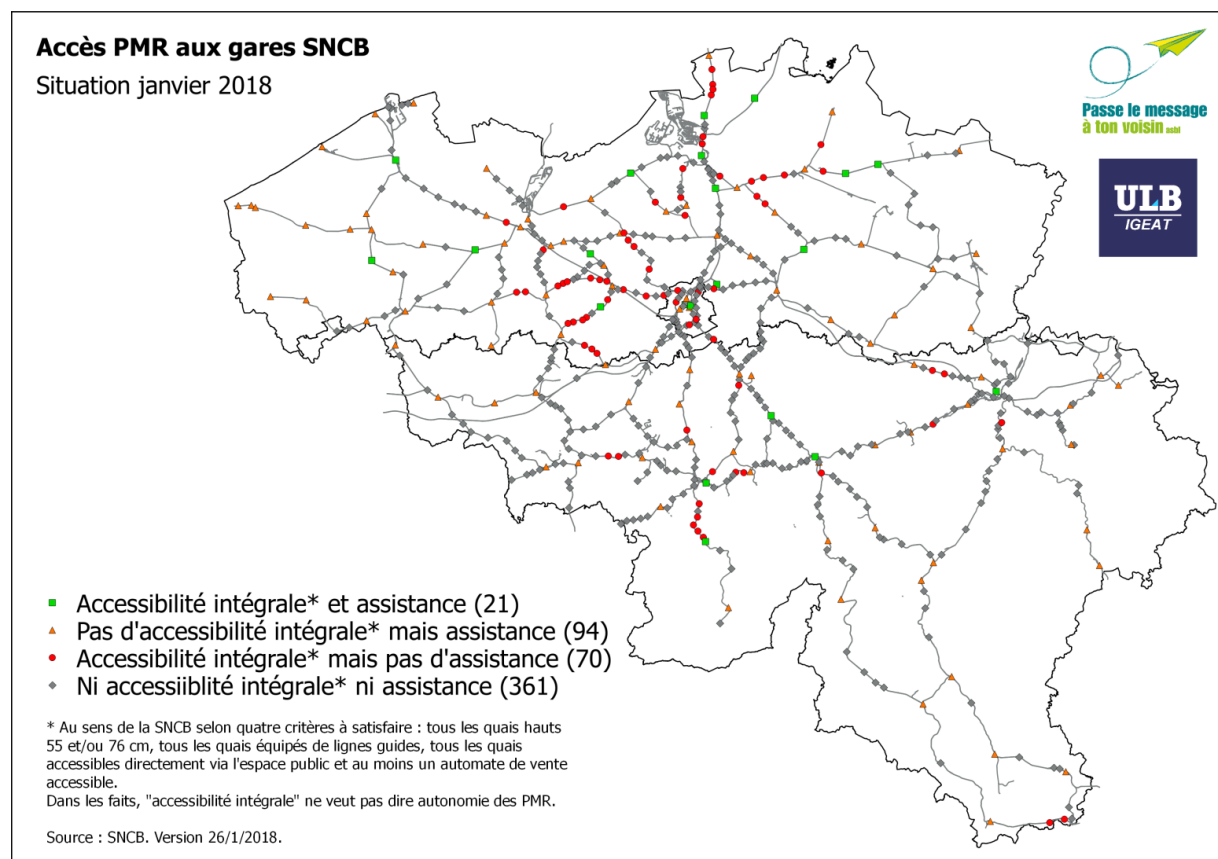 Accès PMR aux gares SNCB
Situation janvier 2018
Passe le message
à ton voisin asbl
ULB
IGEAT
Accessibilité intégrale* et assistance (21)
Pas d'accessibilité intégrale* mais assistance (94)
Accessibilité intégrale* mais pas d'assistance (70)
Ni accessiiblité intégrale* ni assistance (361)
* Au sens de la SNCB selon quatre critères à satisfaire : tous les quais hauts
55 et/ou 76 cm, tous les quais équipés de lignes guides, tous les quais
accessibles directement via l'espace public et au moins un automate de vente
accessible.
Dans les faits, "accessibilité intégrale" ne veut pas dire autonomie des PMR.
Source : SNCB. Version 26/1/2018.